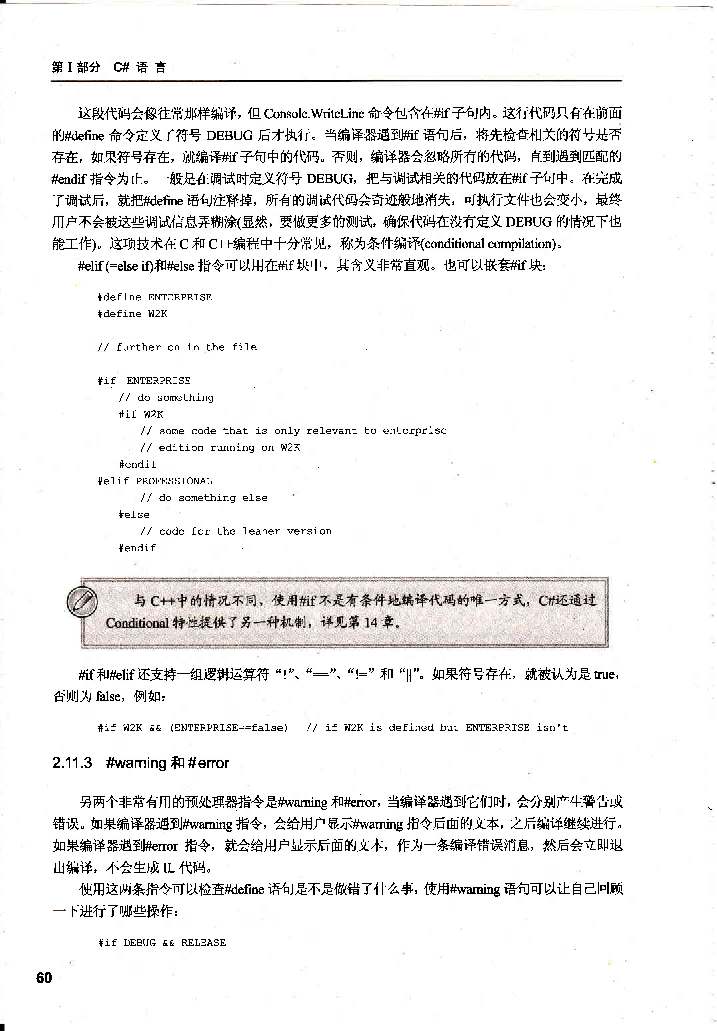 第 I 部分 C# 语 言
这段代码会像往常那样编译，但 Console.WriteLine 命令包含在#if 子句内。这行代码只有在前面
的#define 命令定义了符号 DEBUG 后才执行。当编译器遇到#if 语句后，将先检查相关的符号是否
存在，如果符号存在，就编译#if 子句中的代码。否则，编译器会忽略所有的代码，直到遇到匹配的
#endif 指令为止。一般是在调试时定义符号 DEBUG，把与调试相关的代码放在#if 子句中。在完成
了调试后，就把#define 语句注释掉，所有的调试代码会奇迹般地消失，可执行文件也会变小，最终
用户不会被这些调试信息弄糊涂(显然，要做更多的测试，确保代码在没有定义 DEBUG 的情况下也
能工作)。这项技术在 C 和 C++编程中十分常见，称为条件编译(conditional compilation)。
#elif (=else if)和#else 指令可以用在#if 块中，其含义非常直观。也可以嵌套#if 块：
#define ENTERPRISE
#define W2K
// further on in the file
#if ENTERPRISE
// do something
#if W2K
// some code that is only relevant to enterprise
// edition running on W2K
#endif
#elif PROFESSIONAL
// do something else
#else
// code for the leaner version
#endif
与 C++中的情况不同，使用#if 不是有条件地编译代码的唯一方式，C#还通过
Conditional 特性提供了另一种机制，详见第 14 章。
#if 和#elif 还支持一组逻辑运算符“!”、“==”、“!=”和“||”。如果符号存在，就被认为是 true，
否则为 false，例如：
#if W2K && (ENTERPRISE==false) // if W2K is defined but ENTERPRISE isn't
2.11.3 #warning 和 #error
另两个非常有用的预处理器指令是#warning 和#error，当编译器遇到它们时，会分别产生警告或
错误。如果编译器遇到#warning 指令，会给用户显示#warning 指令后面的文本，之后编译继续进行。
如果编译器遇到#error 指令，就会给用户显示后面的文本，作为一条编译错误消息，然后会立即退
出编译，不会生成 IL 代码。
使用这两条指令可以检查#define 语句是不是做错了什么事，使用#warning 语句可以让自己回顾
一下进行了哪些操作：
#if DEBUG && RELEASE
60